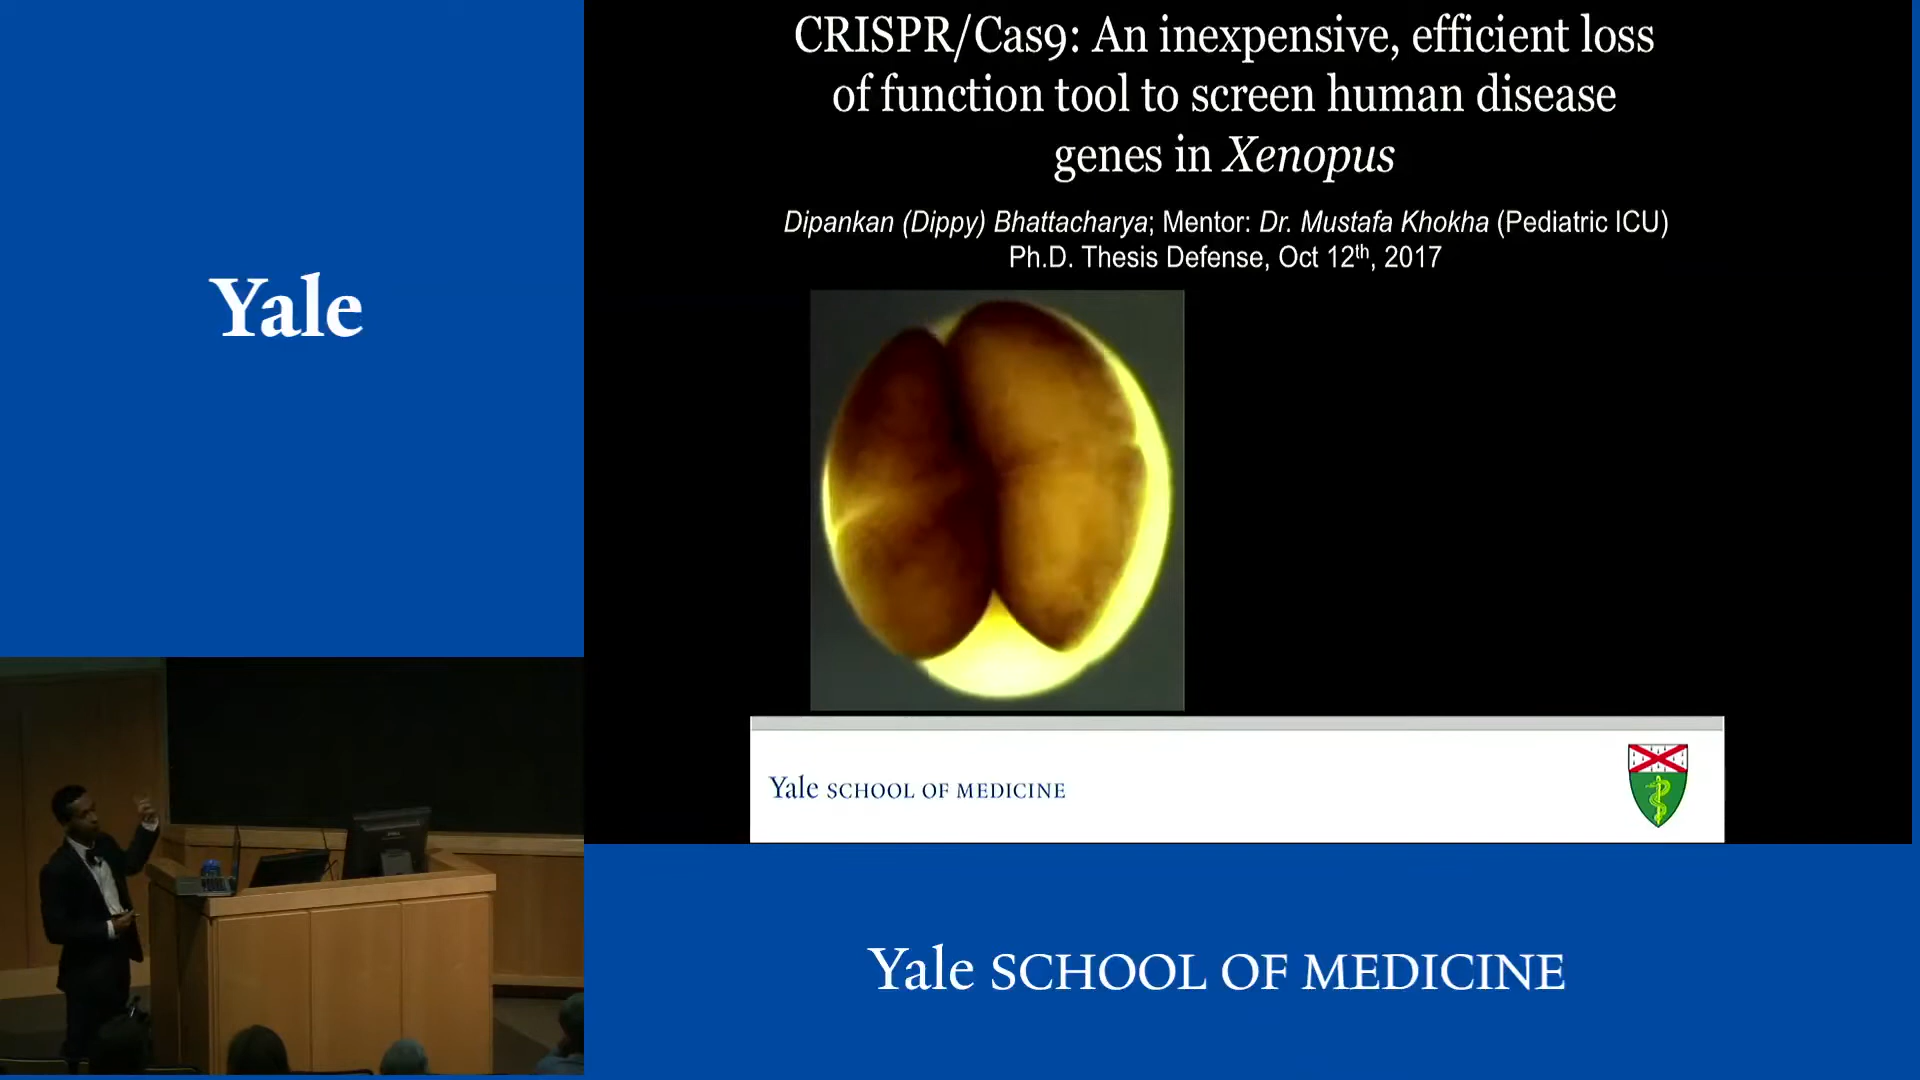 Yale
CRISPR/Cas9: An inexpensive, efficient loss
of function tool to screen human disease
genes in Xenopus
Dipankan (Dippy) Bhattacharya; Mentor: Dr. Mustafa Khokha (Pediatric ICU)
Ph.D. Thesis Defense, Oct 12th, 2017
Yale SCHOOL OF MEDICINE
Yale SCHOOL OF MEDICINE